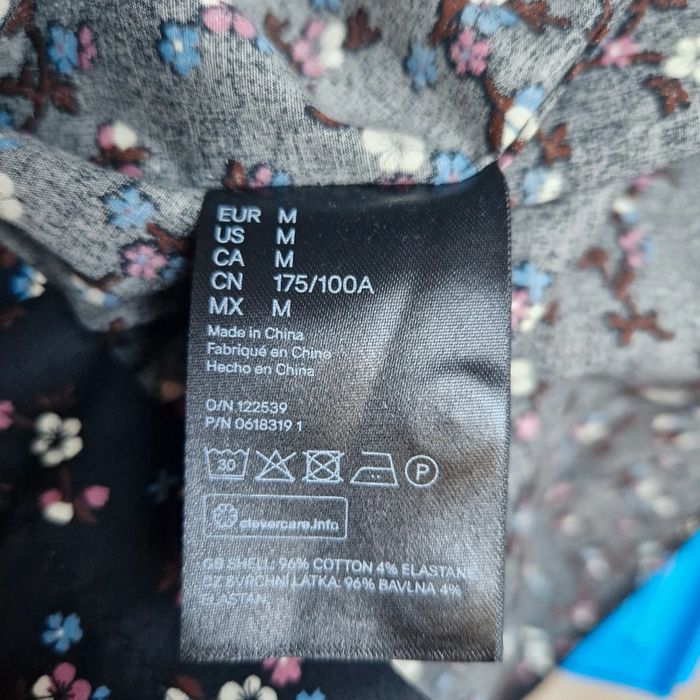 EUR M
US M
CA M
CN 175/100A
MX M
Made in China
Fabriqué en Chine
Hecho en China
O/N 122539
P/N 0618319 1
30 P
clevercare.info
GB SHELL: 96% COTTON 4% ELASTANE
CZ SVRCHNÍ LÁTKA: 96% BAVLNA 4%
ELASTAN